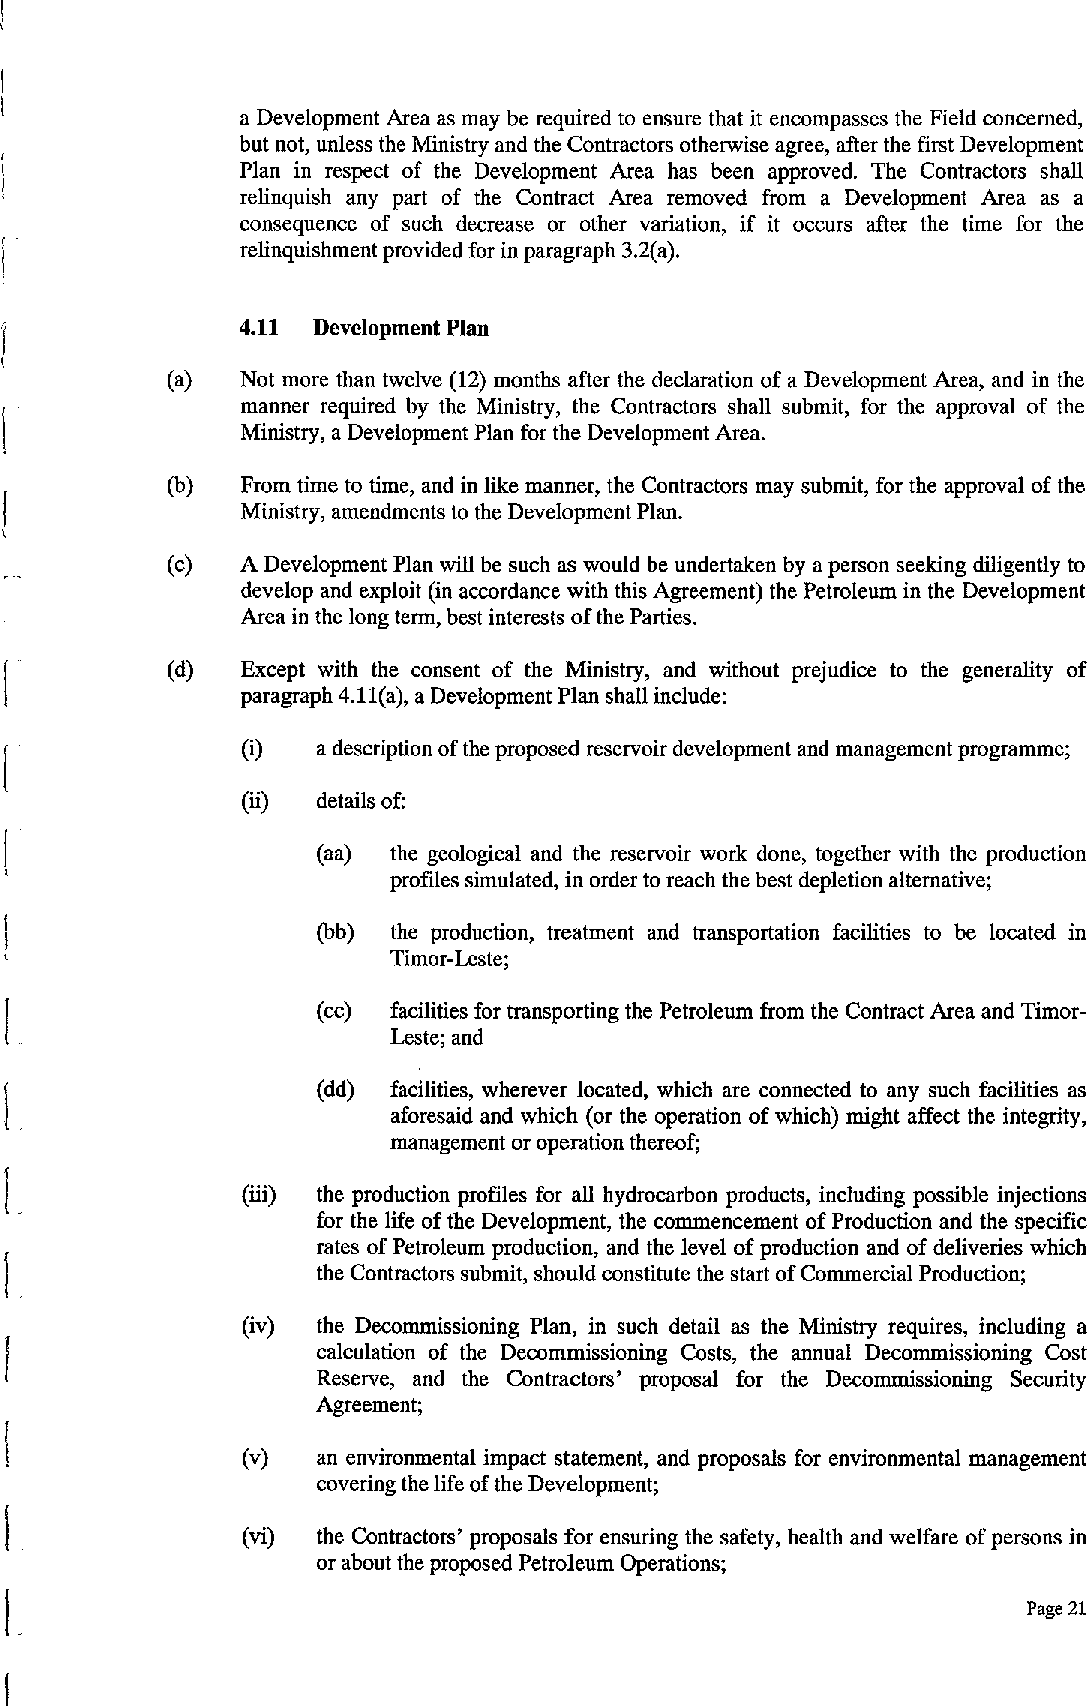 a Development Area as may be required to ensure that it encompasses the Field concerned,
but not, unless the Ministry and the Contractors otherwise agree, after the first Development
Plan in respect of the Development Area has been approved. The Contractors shall
relinquish any part of the Contract Area removed from a Development Area as a
consequence of such decrease or other variation, if it occurs after the time for the
relinquishment provided for in paragraph 3.2(a).
4.11 Development Plan
(a) Not more than twelve (12) months after the declaration of a Development Area, and in the
manner required by the Ministry, the Contractors shall submit, for the approval of the
Ministry, a Development Plan for the Development Area.
(b) From time to time, and in like manner, the Contractors may submit, for the approval of the
Ministry, amendments to the Development Plan.
(c) A Development Plan will be such as would be undertaken by a person seeking diligently to
develop and exploit (in accordance with this Agreement) the Petroleum in the Development
Area in the long term, best interests of the Parties.
(d) Except with the consent of the Ministry, and without prejudice to the generality of
paragraph 4.11(a), a Development Plan shall include:
(i) a description of the proposed reservoir development and management programme;
(ii) details of:
(aa) the geological and the reservoir work done, together with the production
profiles simulated, in order to reach the best depletion alternative;
(bb) the production, treatment and transportation facilities to be located in
Timor-Leste;
(cc) facilities for transporting the Petroleum from the Contract Area and Timor-
Leste; and
(dd) facilities, wherever located, which are connected to any such facilities as
aforesaid and which (or the operation of which) might affect the integrity,
management or operation thereof;
(iii) the production profiles for all hydrocarbon products, including possible injections
for the life of the Development, the commencement of Production and the specific
rates of Petroleum production, and the level of production and of deliveries which
the Contractors submit, should constitute the start of Commercial Production;
(iv) the Decommissioning Plan, in such detail as the Ministry requires, including a
calculation of the Decommissioning Costs, the annual Decommissioning Cost
Reserve, and the Contractors' proposal for the Decommissioning Security
Agreement;
(v) an environmental impact statement, and proposals for environmental management
covering the life of the Development;
(vi) the Contractors' proposals for ensuring the safety, health and welfare of persons in
or about the proposed Petroleum Operations;
Page 21